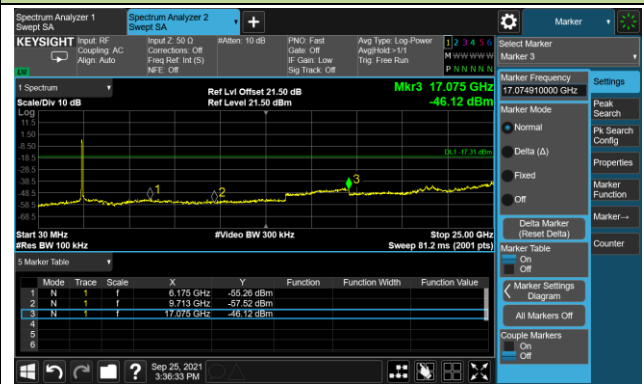 Spectrum Analyzer 1
Swept SA
Spectrum Analyzer 2
Swept SA
+
Marker
KEYSIGHT
Input: RF
Coupling: AC
Align: Auto
Input Z: 50 Ω
Corrections: Off
Freq Ref: Int (S)
NFE: Off
#Atten: 10 dB
PNO: Fast
Gate: Off
IF Gain: Low
Sig Track: Off
Avg Type: Log-Power
Avg|Hold:>1/1
Trig: Free Run
1 2 3 4 5 6
M W W W W W
P N N N N N
LW
Select Marker
Marker 3
1 Spectrum
Scale/Div 10 dB
Ref Lvl Offset 21.50 dB
Ref Level 21.50 dBm
Mkr3 17.075 GHz
-46.12 dBm
Log
11.5
1.50
-8.50
-18.5
-28.5
-38.5
-48.5
-58.5
-68.5
DL1 -17.31 dBm
1
2
3
Start 30 MHz
#Res BW 100 kHz
#Video BW 300 kHz
Stop 25.00 GHz
Sweep 81.2 ms (2001 pts)
5 Marker Table
Mode Trace Scale X Y Function Function Width Function Value
1 N 1 f 6.175 GHz -55.26 dBm
2 N 1 f 9.713 GHz -57.52 dBm
3 N 1 f 17.075 GHz -46.12 dBm
4
5
6
Marker Frequency
17.074910000 GHz
Marker Mode
Normal
Delta (Δ)
Fixed
Off
Delta Marker
(Reset Delta)
Marker Table
On
Off
Marker Settings
Diagram
All Markers Off
Couple Markers
On
Off
Settings
Peak
Search
Pk Search
Config
Properties
Marker
Function
Marker→
Counter
?
Sep 25, 2021
3:36:33 PM